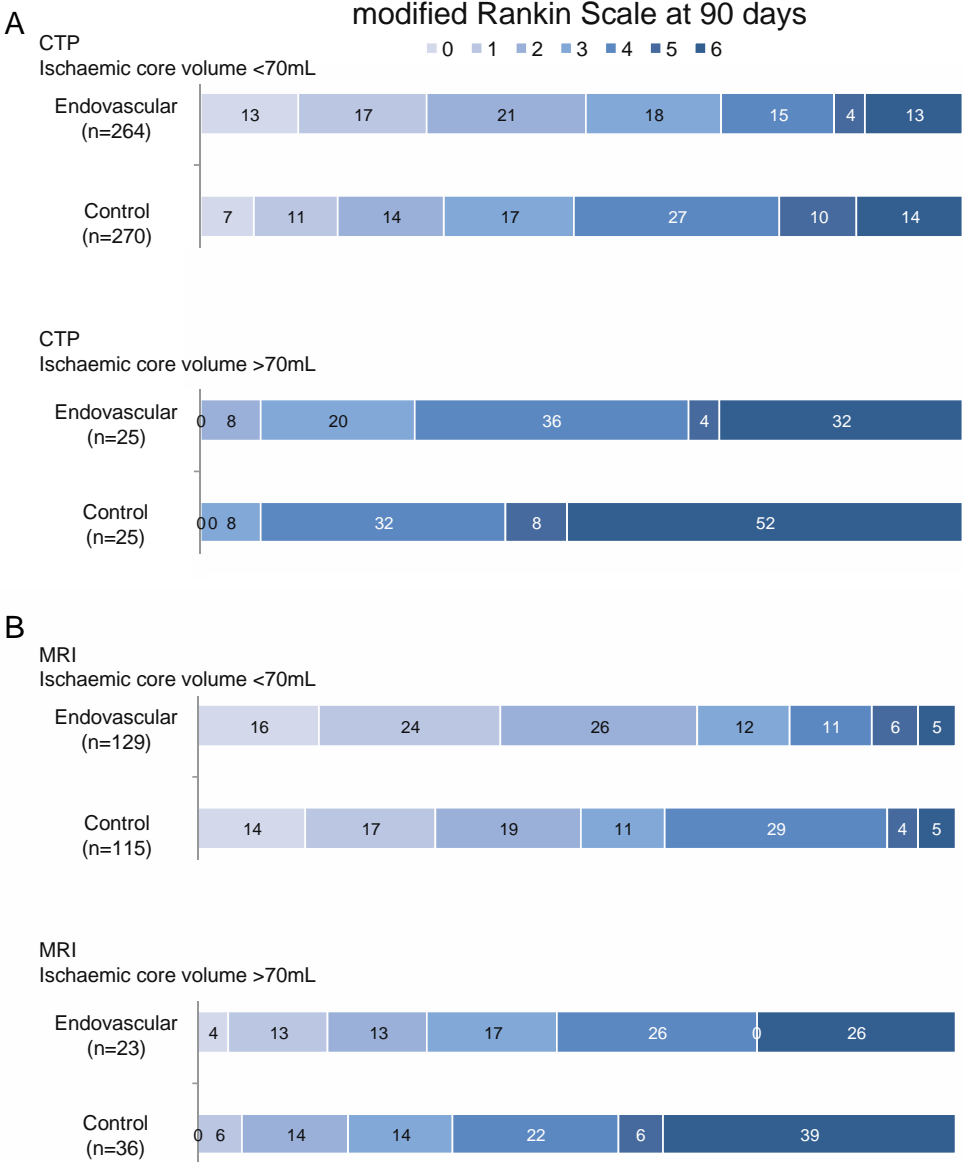 modified Rankin Scale at 90 days
A
0 1 2 3 4 5 6
CTP
Ischaemic core volume <70mL
Endovascular
(n=264)
13 17 21 18 15 4 13
Control
(n=270)
7 11 14 17 27 10 14
CTP
Ischaemic core volume >70mL
Endovascular
(n=25)
0 8 20 36 4 32
Control
(n=25)
0 0 8 32 8 52
B
MRI
Ischaemic core volume <70mL
Endovascular
(n=129)
16 24 26 12 11 6 5
Control
(n=115)
14 17 19 11 29 4 5
MRI
Ischaemic core volume >70mL
Endovascular
(n=23)
4 13 13 17 26 0 26
Control
(n=36)
0 6 14 14 22 6 39